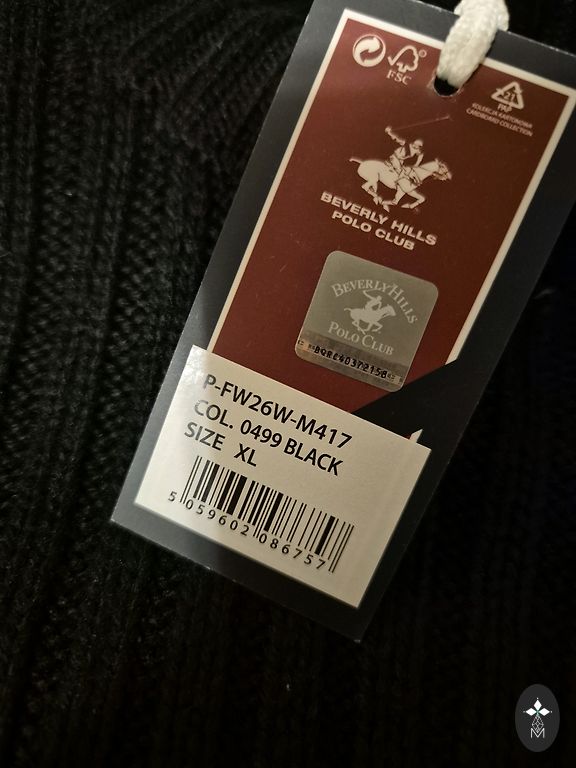 FSC
21
PAP
KOLEKCJA KARTONOWA
CARDBOARD COLLECTION
BEVERLY HILLS
POLO CLUB
BEVERLY HILLS
POLO CLUB
P-FW26W-M417
COL. 0499 BLACK
SIZE XL
5 059602 086757
M